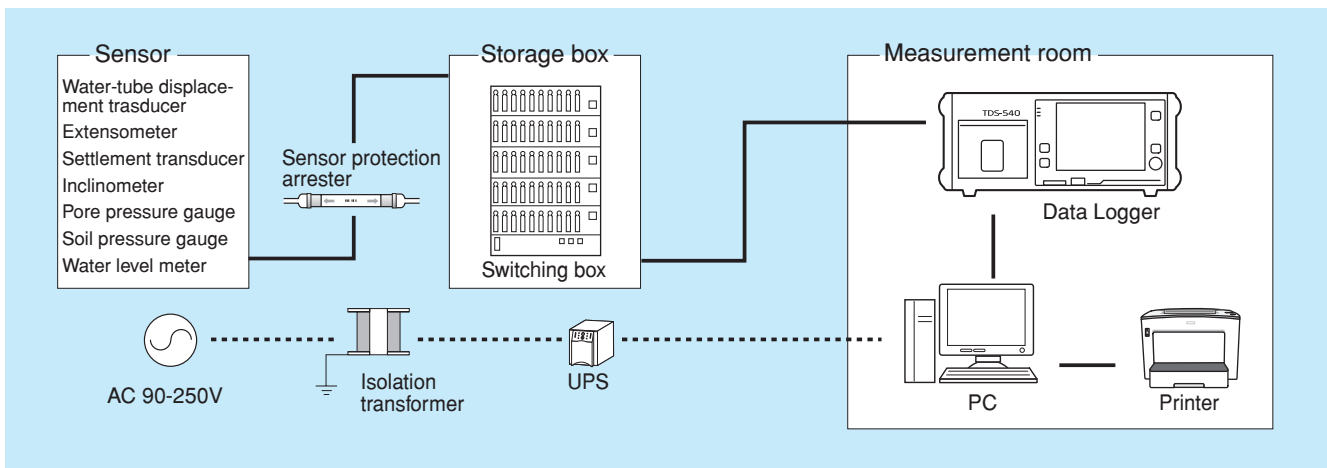 Sensor
Water-tube displace-
ment trasducer
Extensometer
Settlement transducer
Inclinometer
Pore pressure gauge
Soil pressure gauge
Water level meter
Sensor protection
arrester
Storage box
Switching box
Measurement room
TDS-540
Data Logger
AC 90-250V
Isolation
transformer
UPS
PC
Printer